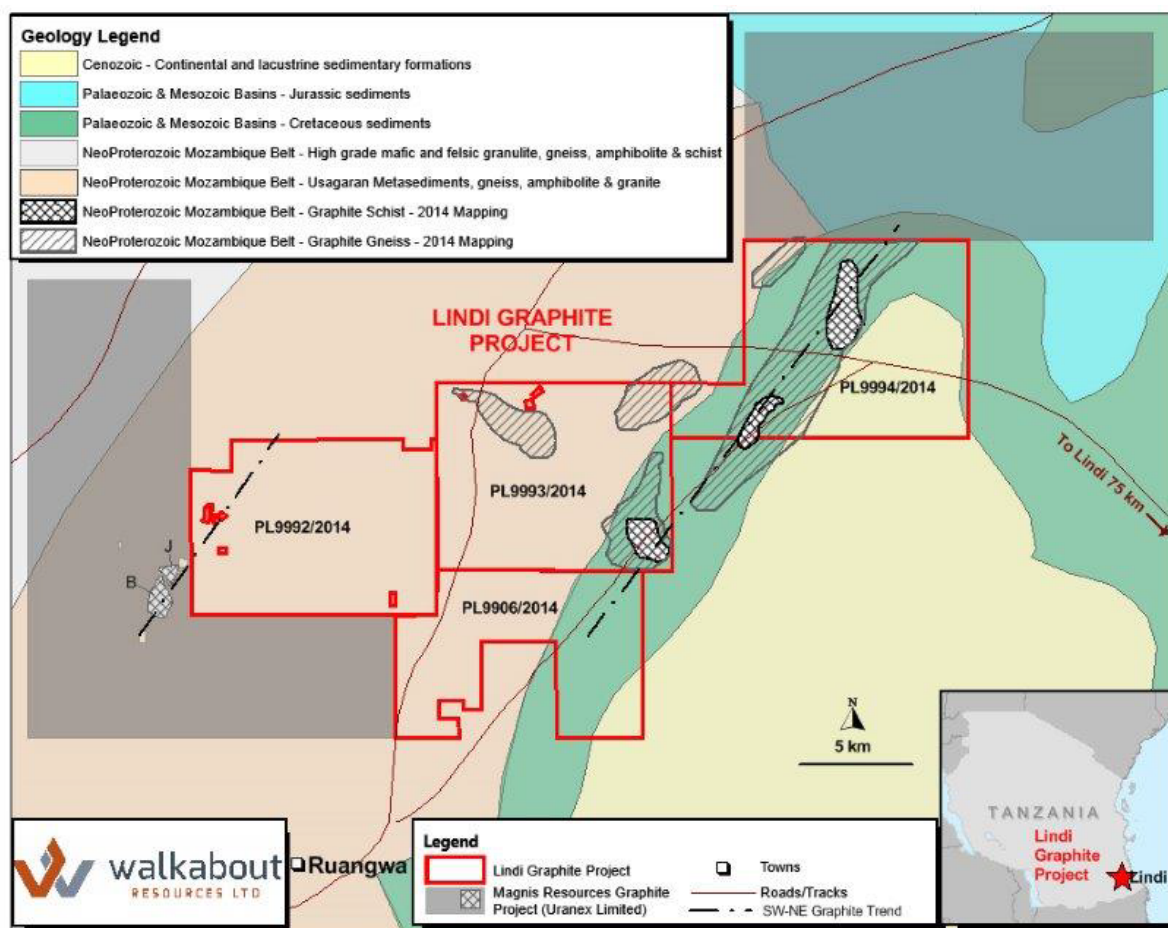 Geology Legend
Cenozoic - Continental and lacustrine sedimentary formations
Palaeozoic & Mesozoic Basins - Jurassic sediments
Palaeozoic & Mesozoic Basins - Cretaceous sediments
NeoProterozoic Mozambique Belt - High grade mafic and felsic granulite, gneiss, amphibolite & schist
NeoProterozoic Mozambique Belt - Usagaran Metasediments, gneiss, amphibolite & granite
NeoProterozoic Mozambique Belt - Graphite Schist - 2014 Mapping
NeoProterozoic Mozambique Belt - Graphite Gneiss - 2014 Mapping
LINDI GRAPHITE
PROJECT
PL9994/2014
PL9993/2014
PL9992/2014
To Lindi 75 km
J
B
PL9906/2014
N
5 km
walkabout
RESOURCES LTD
Ruangwa
Legend
Lindi Graphite Project
Magnis Resources Graphite
Project (Uranex Limited)
Towns
Roads/Tracks
SW-NE Graphite Trend
TANZANIA
Lindi
Graphite
Project
Lindi